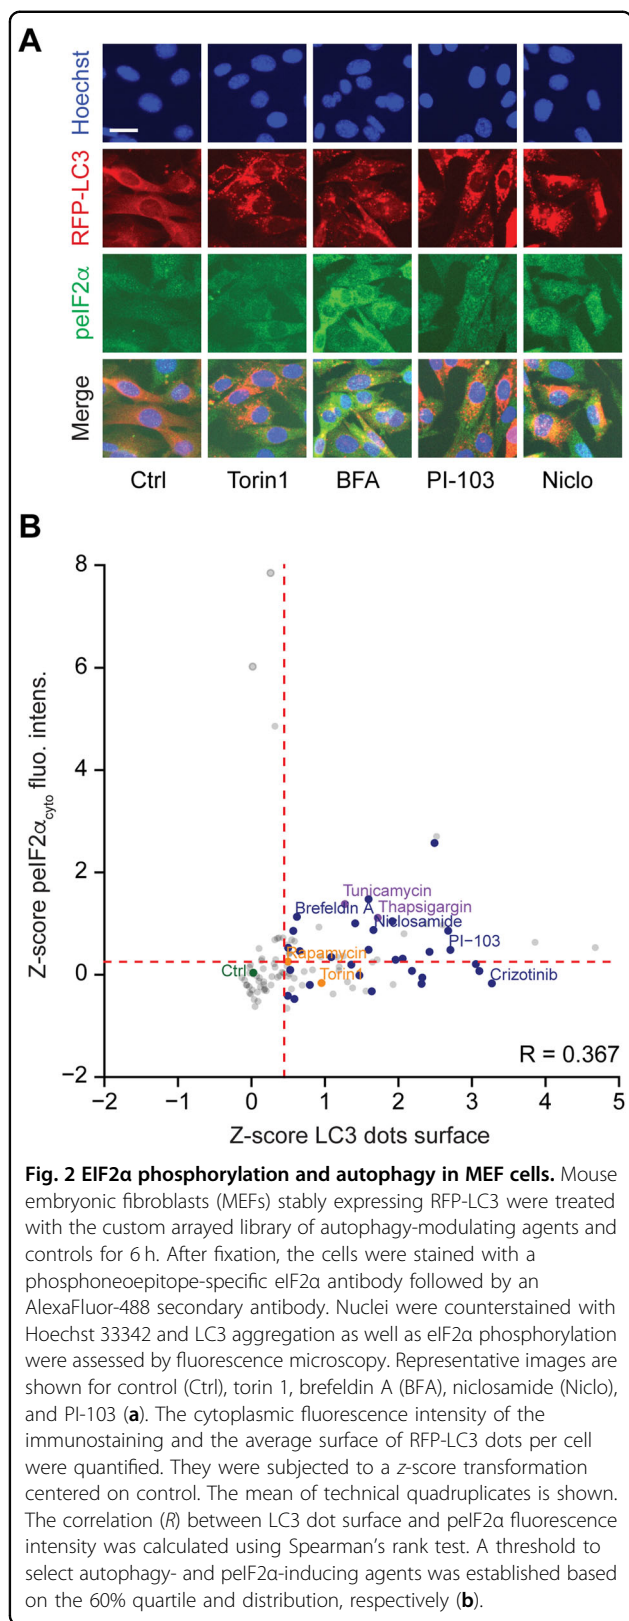 A
Hoechst
RFP-LC3
peIF2α
Merge
Ctrl Torin1 BFA PI-103 Niclo
B
Z-score peIF2αcyto fluo. intens.
8
6
4
2
0
−2
Tunicamycin
Brefeldin A
Thapsigargin
Niclosamide
PI−103
Rapamycin
Ctrl
Torin1
Crizotinib
R = 0.367
−2 −1 0 1 2 3 4 5
Z-score LC3 dots surface
Fig. 2 EIF2α phosphorylation and autophagy in MEF cells. Mouse
embryonic fibroblasts (MEFs) stably expressing RFP-LC3 were treated
with the custom arrayed library of autophagy-modulating agents and
controls for 6 h. After fixation, the cells were stained with a
phosphoneoepitope-specific eIF2α antibody followed by an
AlexaFluor-488 secondary antibody. Nuclei were counterstained with
Hoechst 33342 and LC3 aggregation as well as eIF2α phosphorylation
were assessed by fluorescence microscopy. Representative images are
shown for control (Ctrl), torin 1, brefeldin A (BFA), niclosamide (Niclo),
and PI-103 (a). The cytoplasmic fluorescence intensity of the
immunostaining and the average surface of RFP-LC3 dots per cell
were quantified. They were subjected to a z-score transformation
centered on control. The mean of technical quadruplicates is shown.
The correlation (R) between LC3 dot surface and peIF2α fluorescence
intensity was calculated using Spearman's rank test. A threshold to
select autophagy- and peIF2α-inducing agents was established based
on the 60% quartile and distribution, respectively (b).